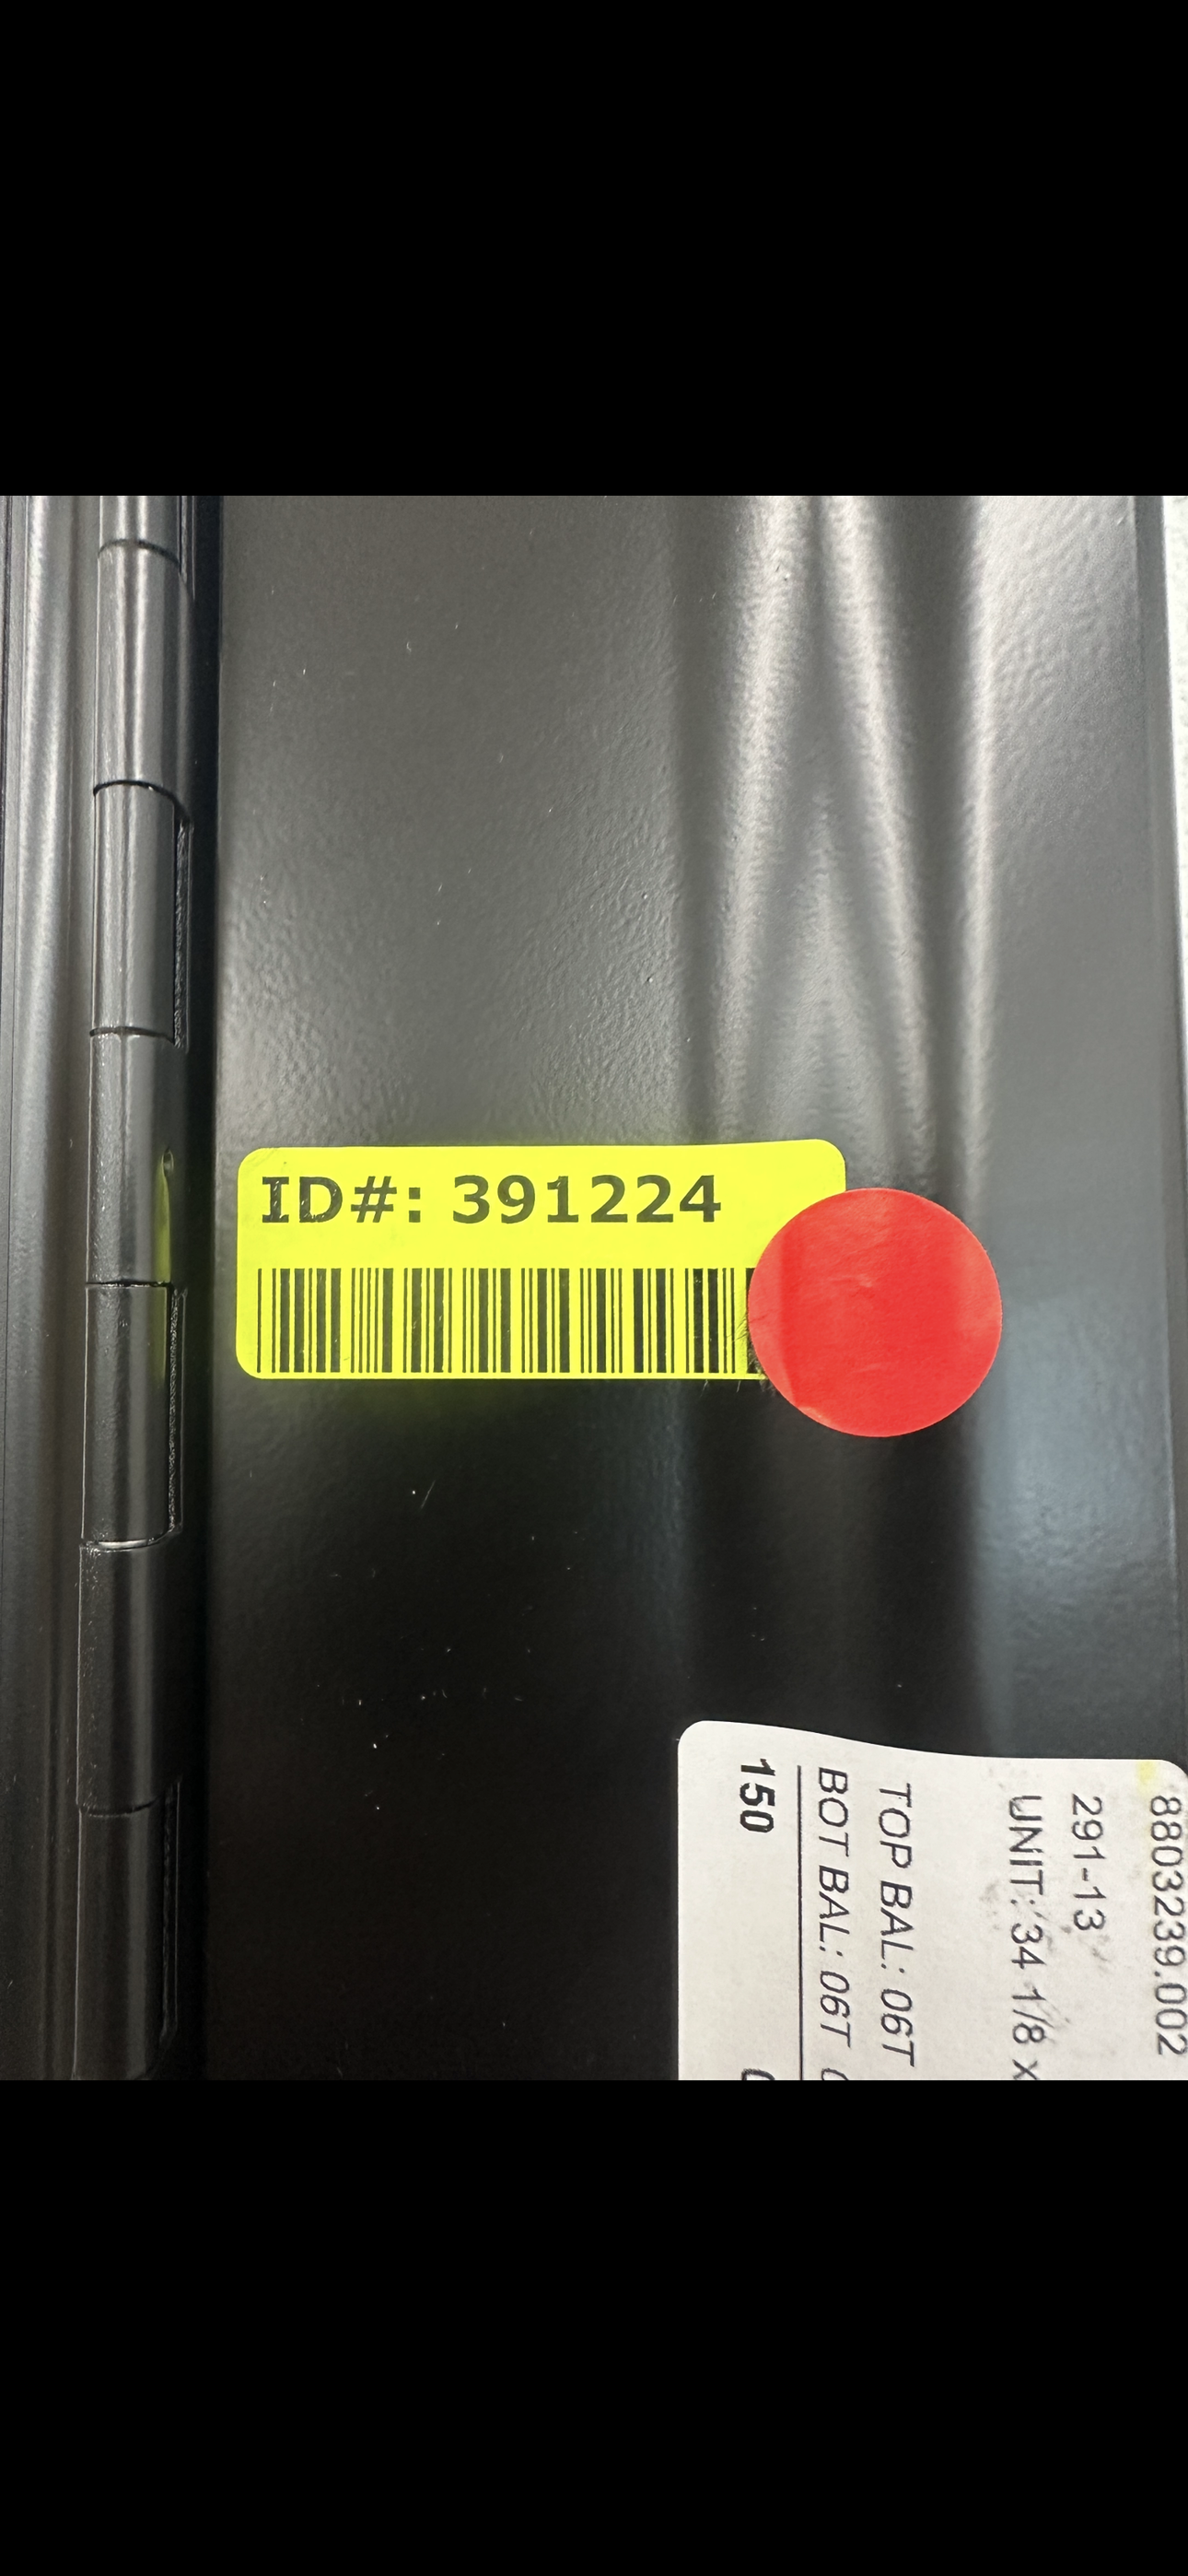 ID#: 391224
8803239.002
291-13
UNIT: 34 1/8 x
TOP BAL: 06T
BOT BAL: 06T
150